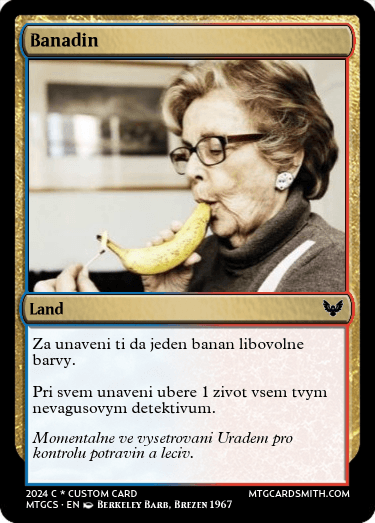 Banadin
Land
Za unaveni ti da jeden banan libovolne
barvy.
Pri svem unaveni ubere 1 zivot vsem tvym
nevagusovym detektivum.
Momentalne ve vysetrovani Uradem pro
kontrolu potravin a leciv.
2024 C * CUSTOM CARD
MTGCARDSMITH.COM
MTGCS • EN BERKELEY BARB, BREZEN 1967